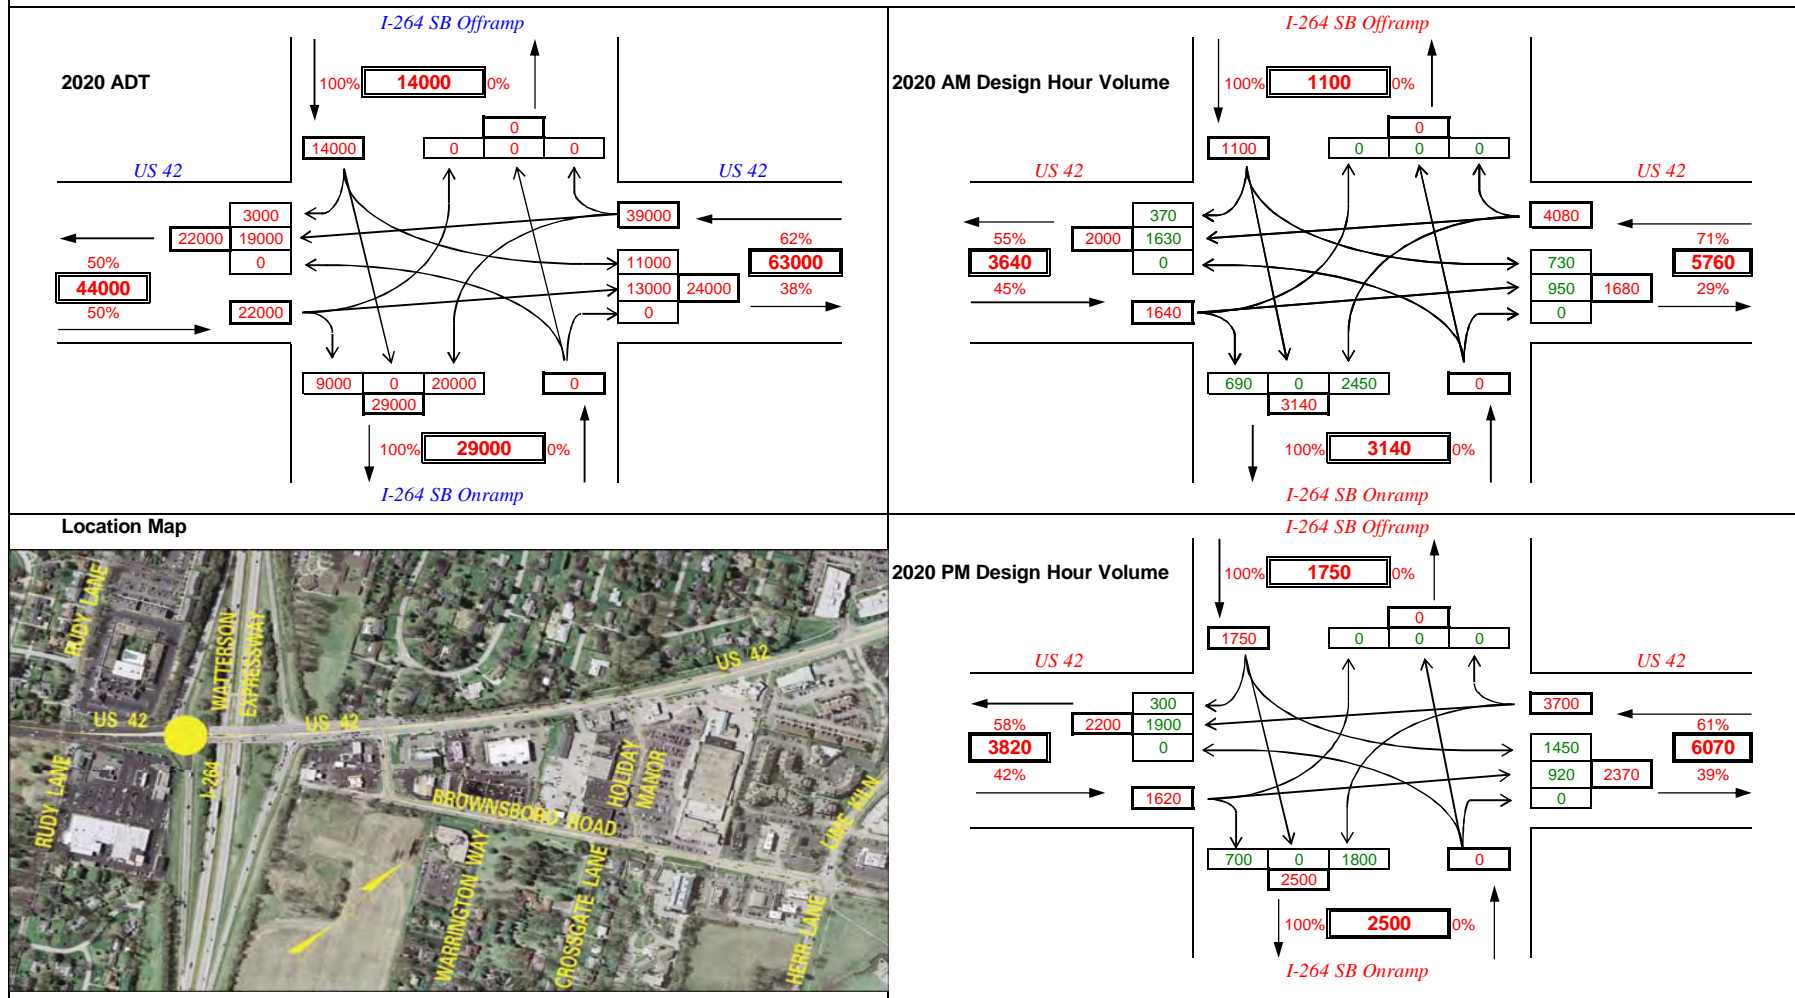 I-264 SB Offramp
2020 ADT
100% 14000 0%
0
14000 0 0 0
US 42 US 42
3000 39000
22000 19000 62%
50% 0 11000 63000
44000 13000 24000 38%
50% 22000 0
9000 0 20000 0
29000
100% 29000 0%
I-264 SB Onramp
I-264 SB Offramp
2020 AM Design Hour Volume
100% 1100 0%
0
1100 0 0 0
US 42 US 42
370 4080
55% 2000 1630 71%
3640 0 730 5760
45% 950 1680 29%
1640 0
690 0 2450 0
3140
100% 3140 0%
I-264 SB Onramp
Location Map
RUDY LANE
WATTERSON
EXPRESSWAY
US 42
US 42
US 42
RUDY LANE
I-264
HOLIDAY
MANOR
BROWNSBORO ROAD
LIME KILN
WARRINGTON WAY
CROSSGATE LANE
HERR LANE
I-264 SB Offramp
2020 PM Design Hour Volume
100% 1750 0%
0
1750 0 0 0
US 42 US 42
300 3700
58% 2200 1900 61%
3820 0 1450 6070
42% 920 2370 39%
1620 0
700 0 1800 0
2500
100% 2500 0%
I-264 SB Onramp